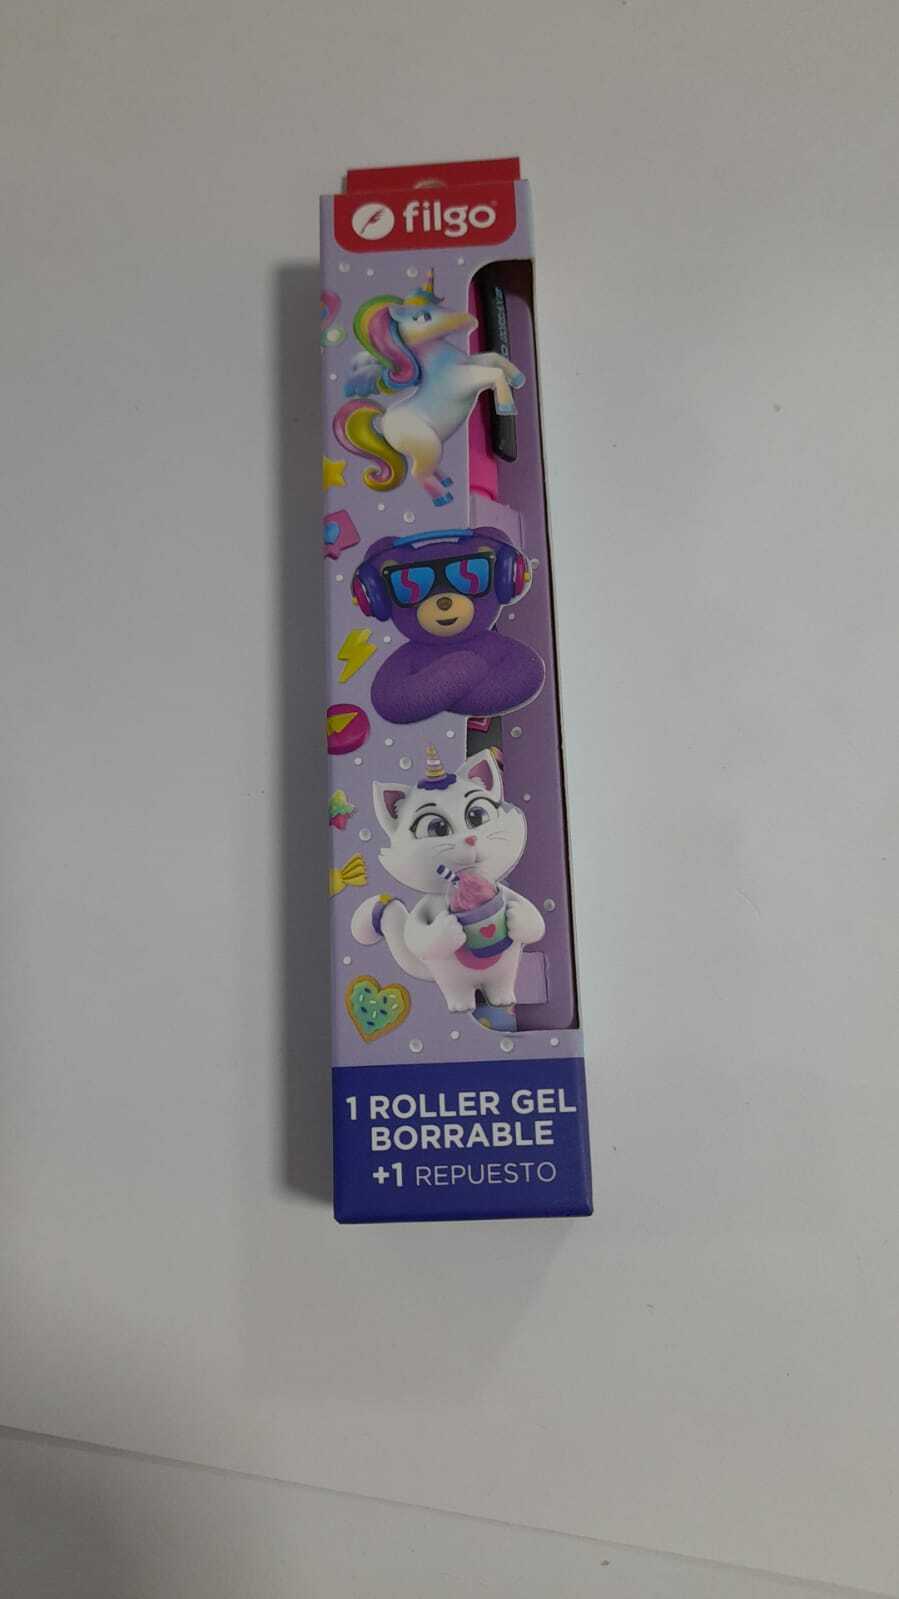 filgo
1 ROLLER GEL
BORRABLE
+1 REPUESTO